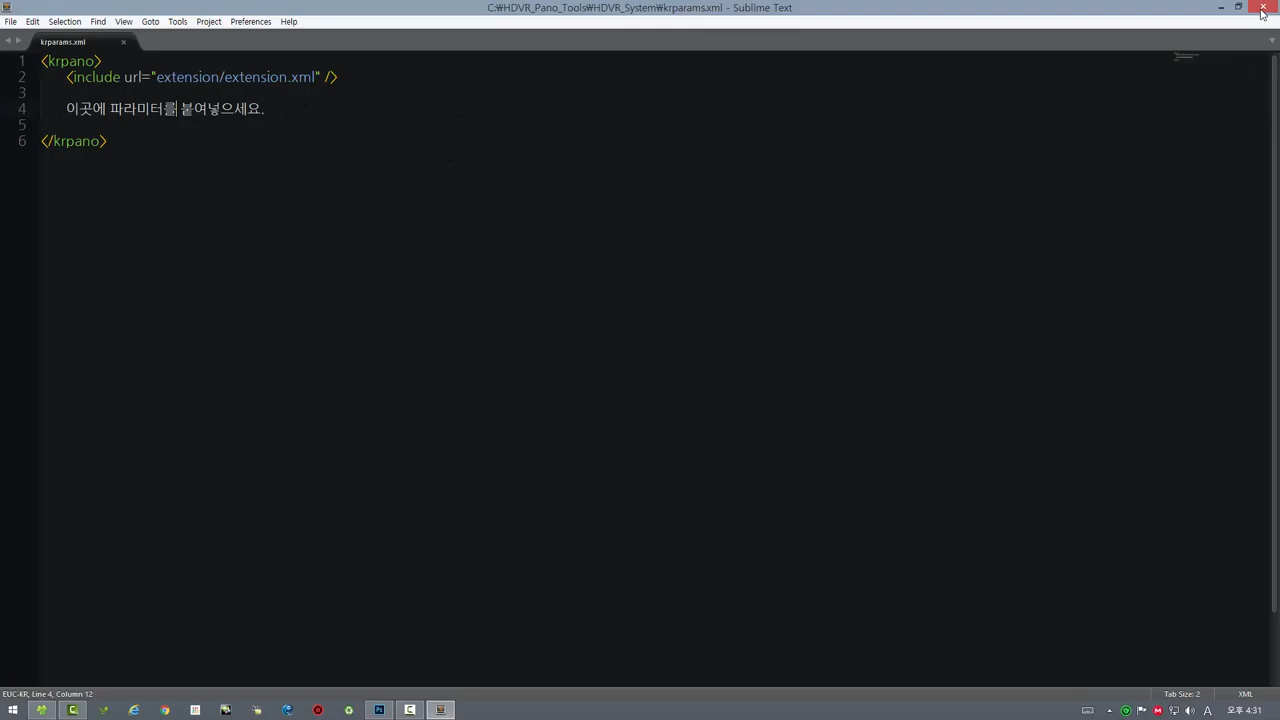 C:₩HDVR_Pano_Tools₩HDVR_System₩krparams.xml - Sublime Text
File Edit Selection Find View Goto Tools Project Preferences Help
krparams.xml
1 <krpano>
2 <include url="extension/extension.xml" />
3
4 이곳에 파라미터를 붙여넣으세요.
5
6 </krpano>
EUC-KR, Line 4, Column 12 Tab Size: 2 XML
A 오후 4:31